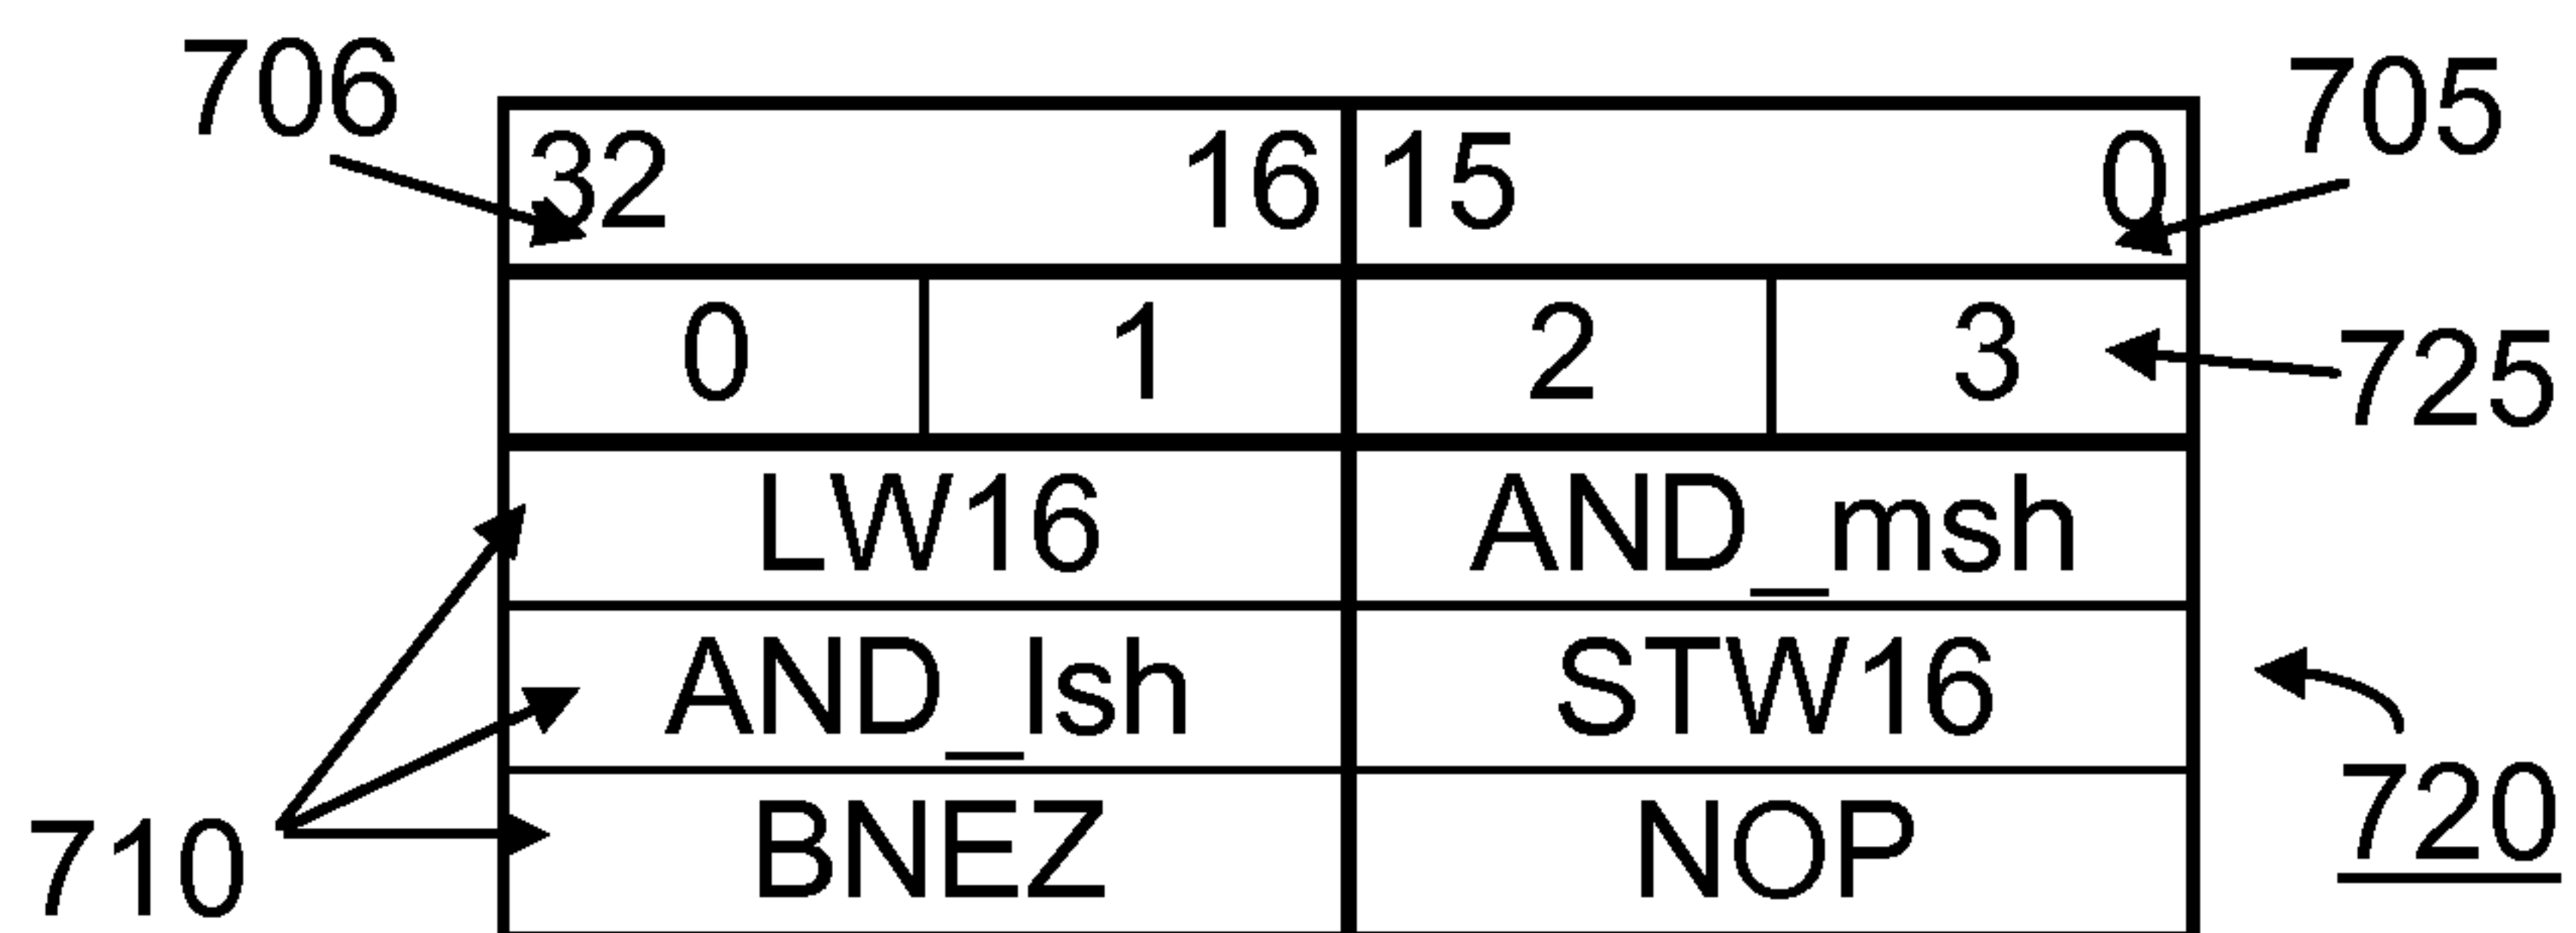 706 705
32 16 15 0
0 1 2 3 725
LW16 AND_msh
AND_lsh STW16
710 BNEZ NOP 720